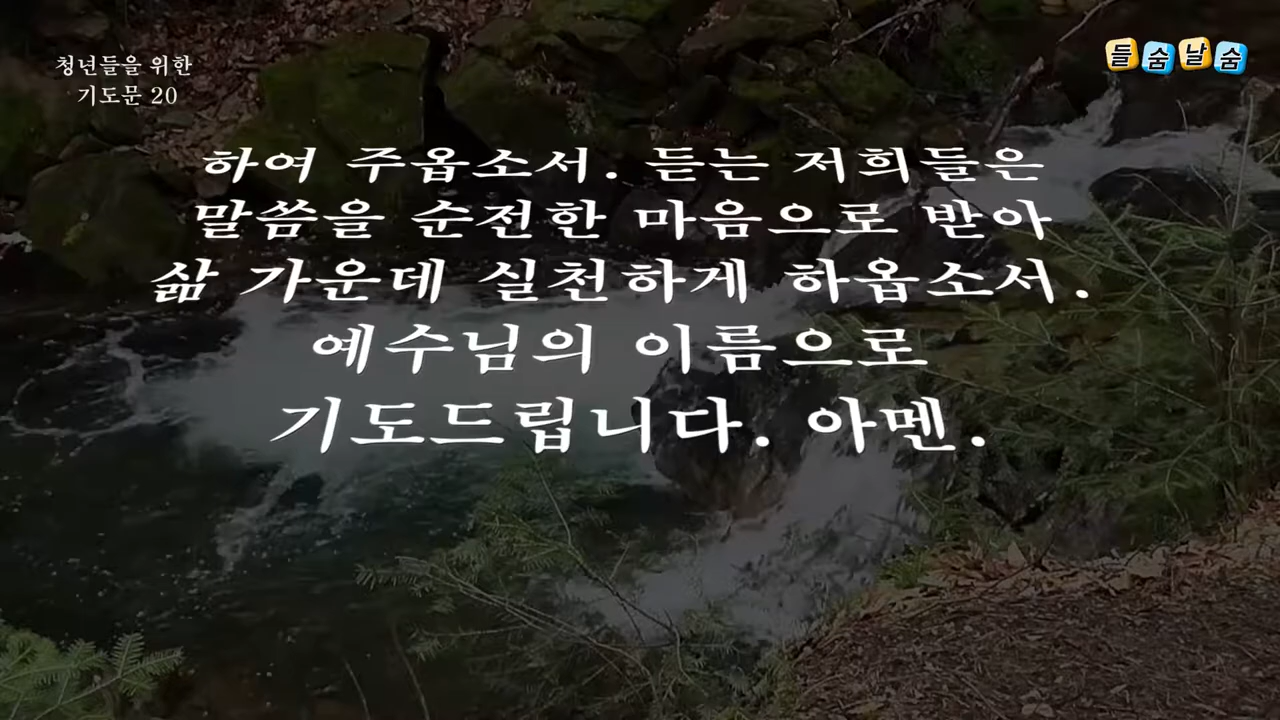 청년들을 위한
기도문 20
들숨날숨
하여 주옵소서. 듣는 저희들은
말씀을 순전한 마음으로 받아
삶 가운데 실천하게 하옵소서.
예수님의 이름으로
기도드립니다. 아멘.